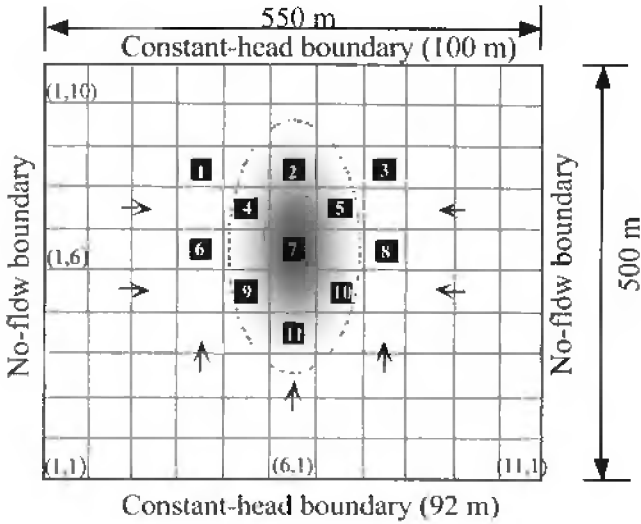 550 m
Constant-head boundary (100 m)
(1,10)
1 2 3
4 5
6 7 8
(1,6)
9 10
11
No-flow boundary
No-flow boundary
500 m
(1,1) (6,1) (11,1)
Constant-head boundary (92 m)